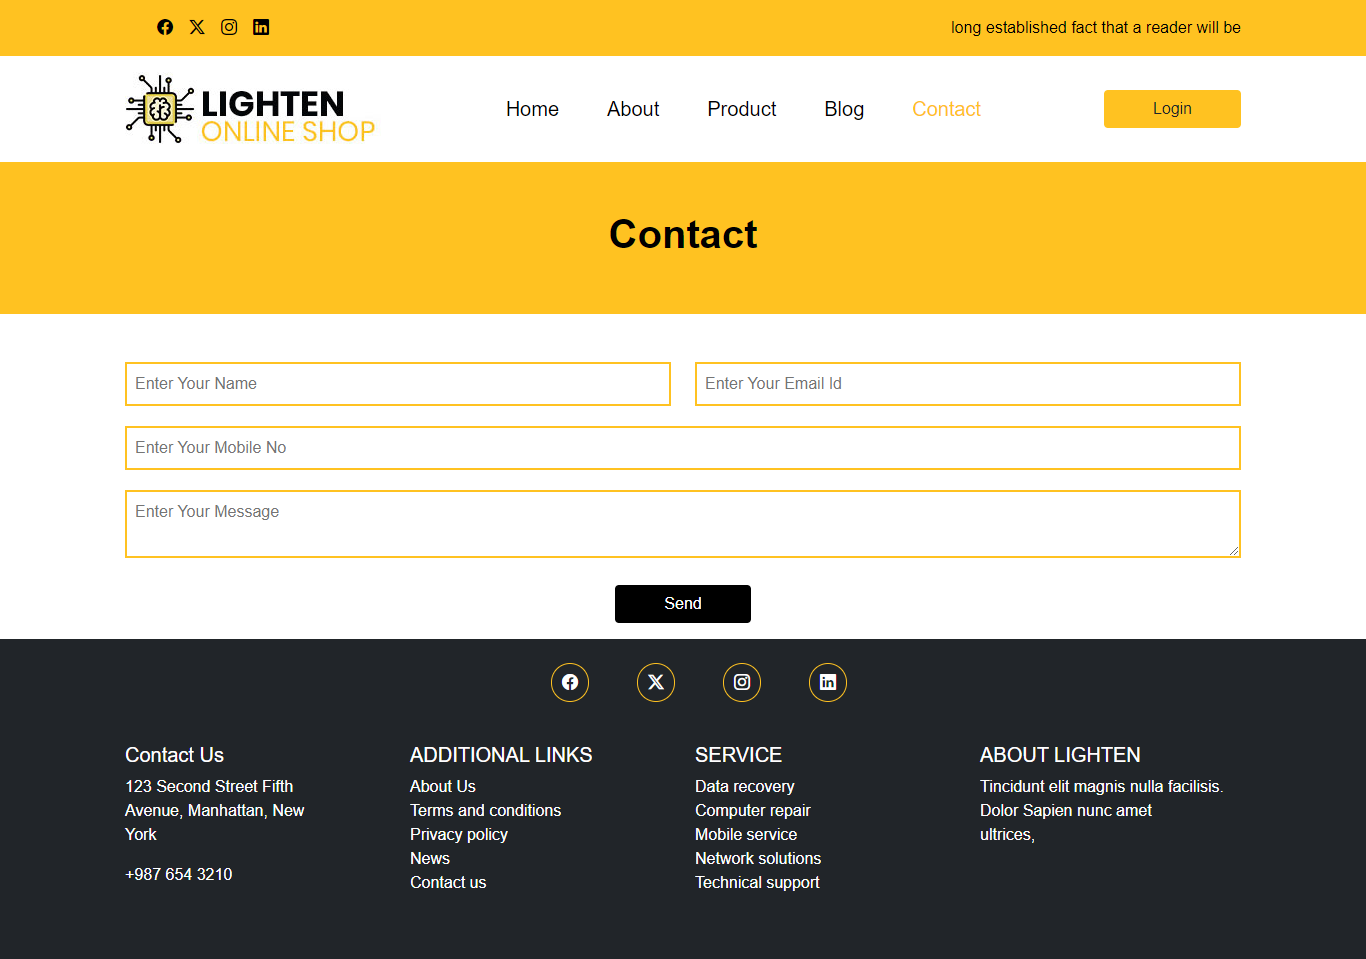 long established fact that a reader will be
LIGHTEN
ONLINE SHOP
Home
About
Product
Blog
Contact
Login
Contact
Enter Your Name
Enter Your Email Id
Enter Your Mobile No
Enter Your Message
Send
Contact Us
123 Second Street Fifth
Avenue, Manhattan, New
York
+987 654 3210
ADDITIONAL LINKS
About Us
Terms and conditions
Privacy policy
News
Contact us
SERVICE
Data recovery
Computer repair
Mobile service
Network solutions
Technical support
ABOUT LIGHTEN
Tincidunt elit magnis nulla facilisis.
Dolor Sapien nunc amet
ultrices,